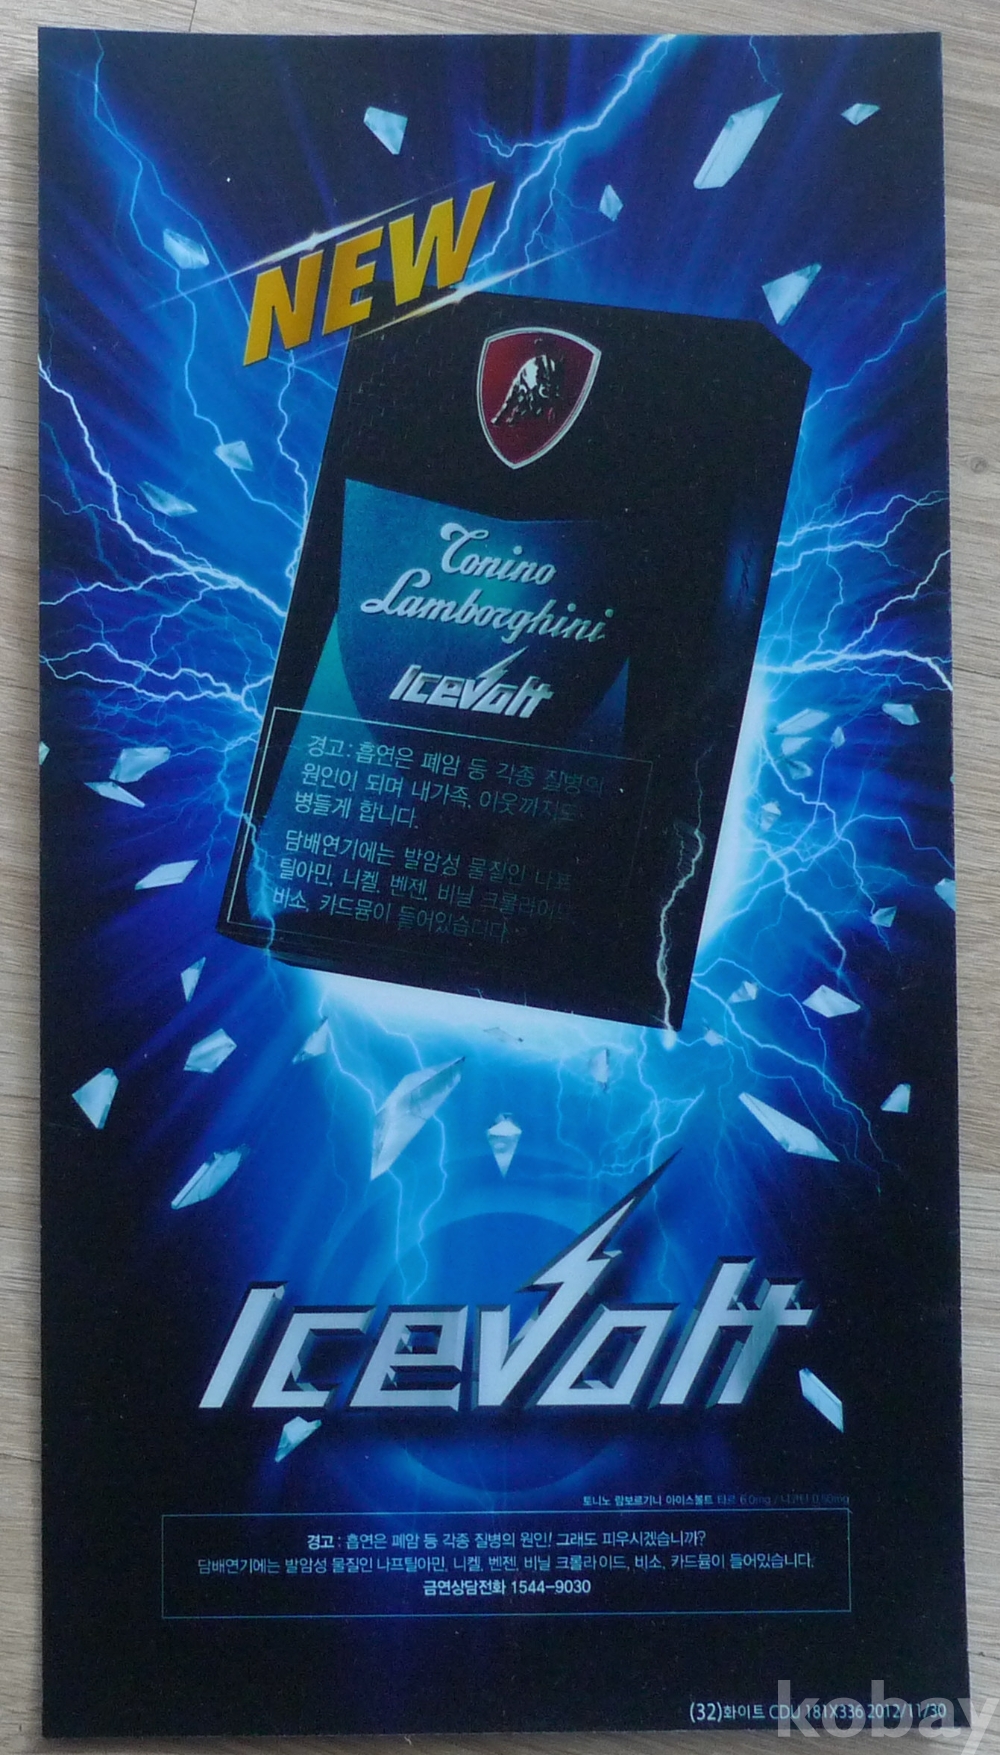 NEW
Tonino
Lamborghini
IceVolt
경고: 흡연은 폐암 등 각종 질병의
원인이 되며 내가족, 이웃까지도
병들게 합니다.
담배연기에는 발암성 물질인 나프
틸아민, 니켈, 벤젠, 비닐 크롤라이드,
비소, 카드뮴이 들어있습니다.
IceVolt
토니노 람보르기니 아이스볼트 타르 6.0mg / 니코틴 0.50mg
경고 : 흡연은 폐암 등 각종 질병의 원인! 그래도 피우시겠습니까?
담배연기에는 발암성 물질인 나프틸아민, 니켈, 벤젠, 비닐 크롤라이드, 비소, 카드뮴이 들어있습니다.
금연상담전화 1544-9030
(32)화이트 CDU 181X336 2012/11/30
kobay